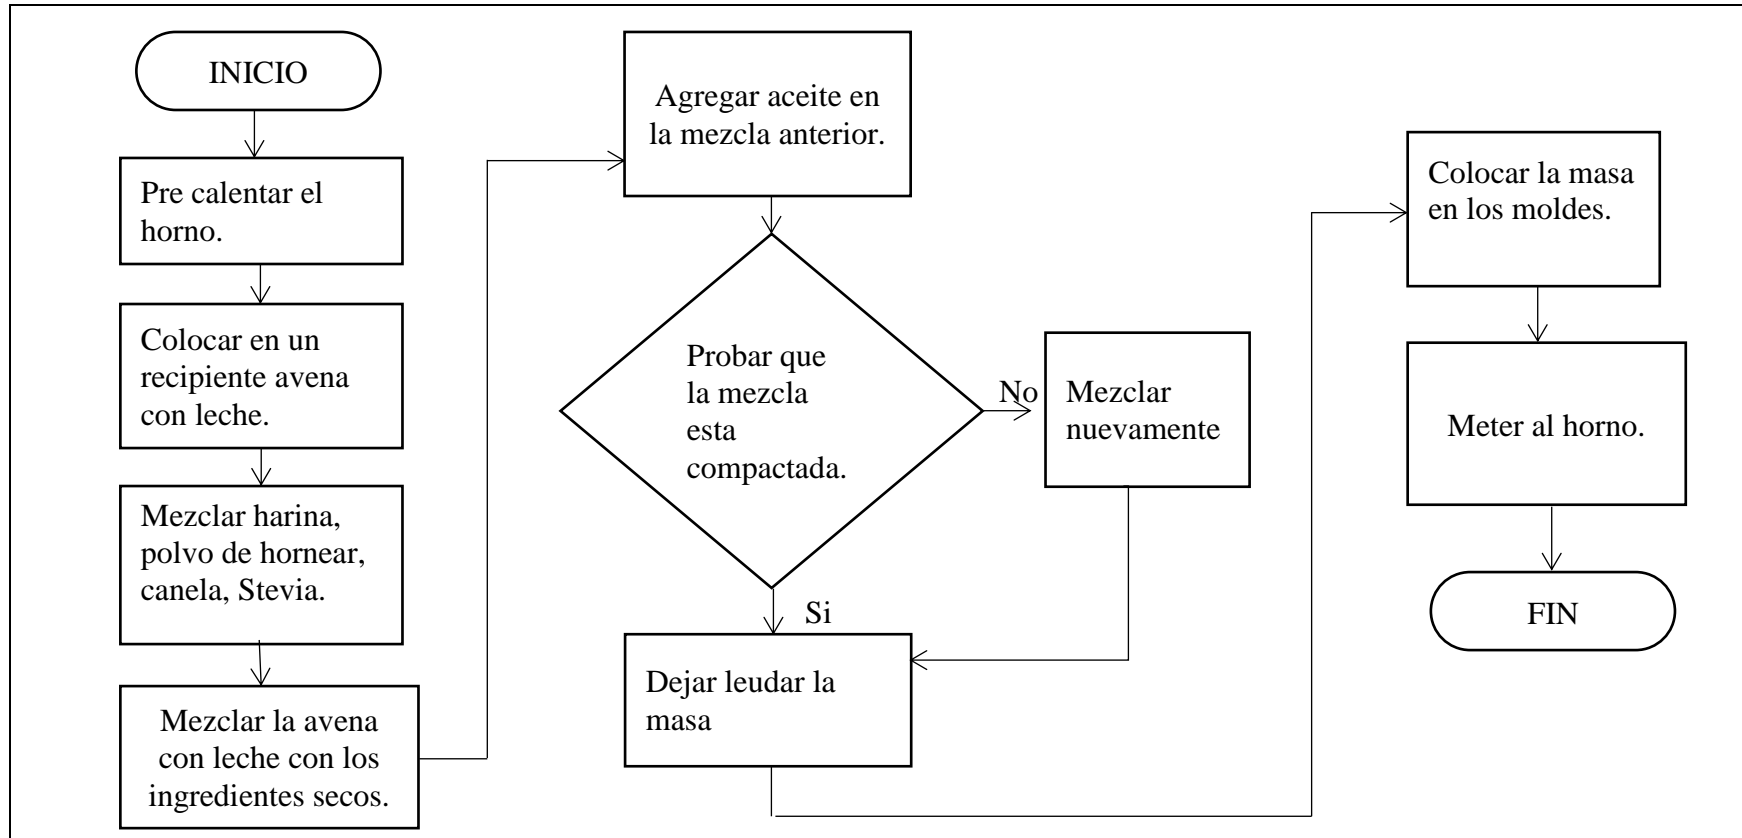 INICIO
Pre calentar el
horno.
Colocar en un
recipiente avena
con leche.
Mezclar harina,
polvo de hornear,
canela, Stevia.
Mezclar la avena
con leche con los
ingredientes secos.
Agregar aceite en
la mezcla anterior.
Probar que
la mezcla
esta
compactada.
No
Mezclar
nuevamente
Si
Dejar leudar la
masa
Colocar la masa
en los moldes.
Meter al horno.
FIN